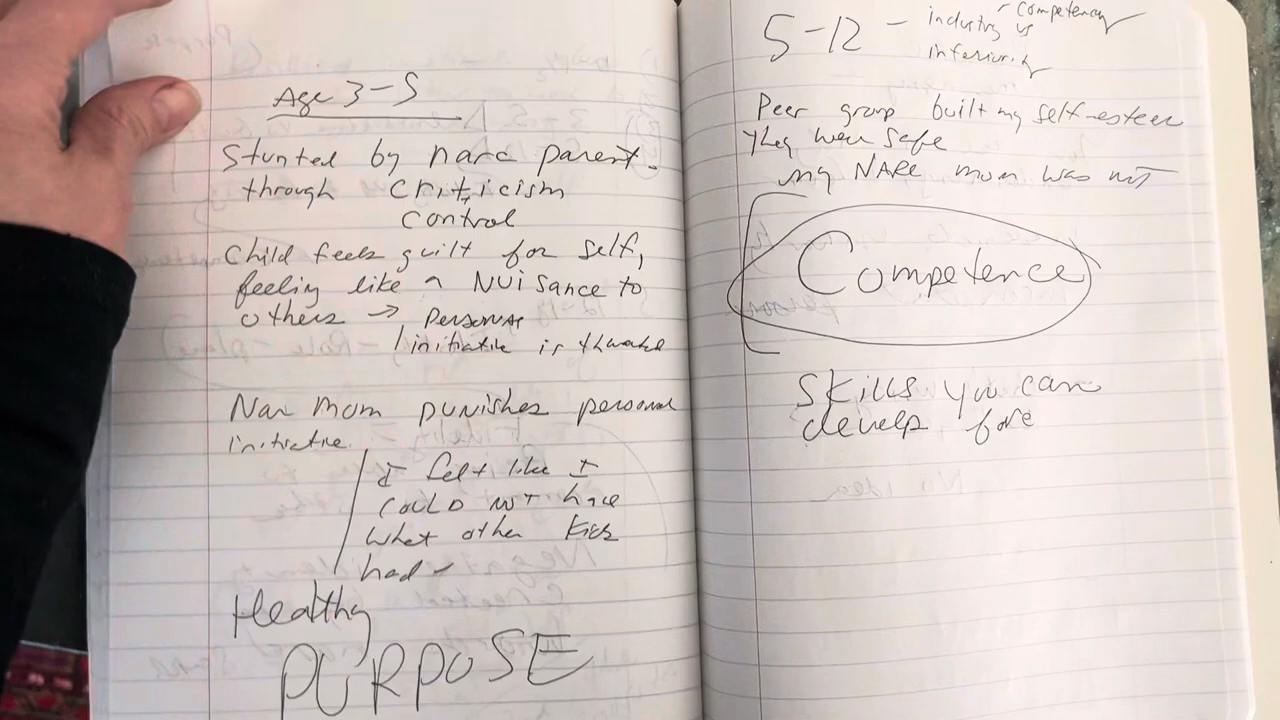 Age 3-5
Stunted by narc parent.
through criticism
control
Child feels guilt for self,
feeling like a NUISANCE to
others → personal
initiative is thwarted
Nar mom punishes personal
initiative.
I felt like I
could not have
what other kids
had
Healthy
PURPOSE
5-12 - industry vs competency
inferiority
Peer group built my self-esteem
They were safe
my NARC mom was not
Competence
Skills you can
develp for